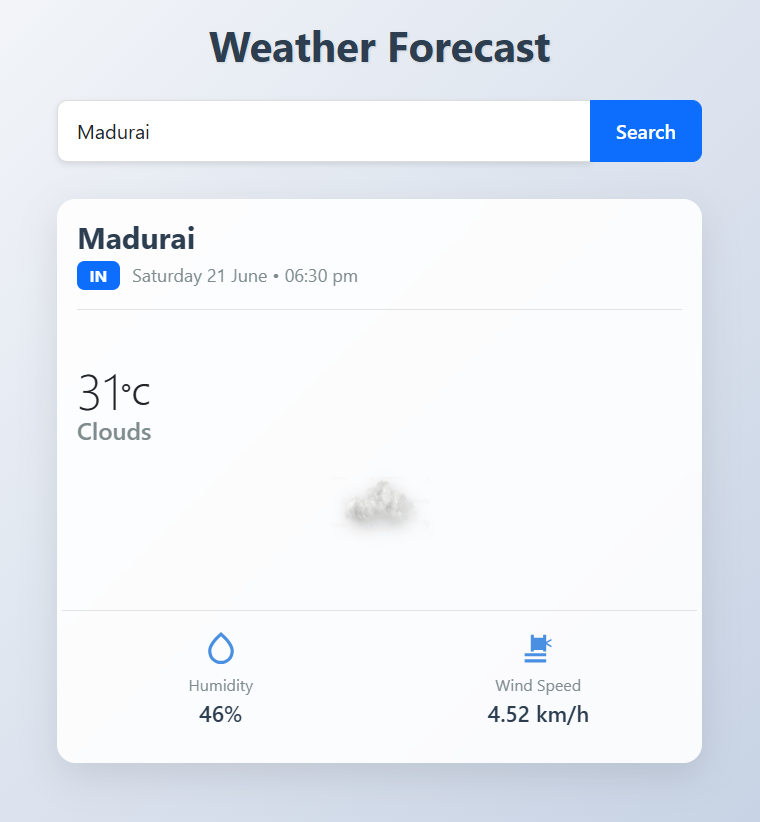 Weather Forecast
Madurai
Search
Madurai
IN Saturday 21 June • 06:30 pm
31°C
Clouds
Humidity Wind Speed
46% 4.52 km/h